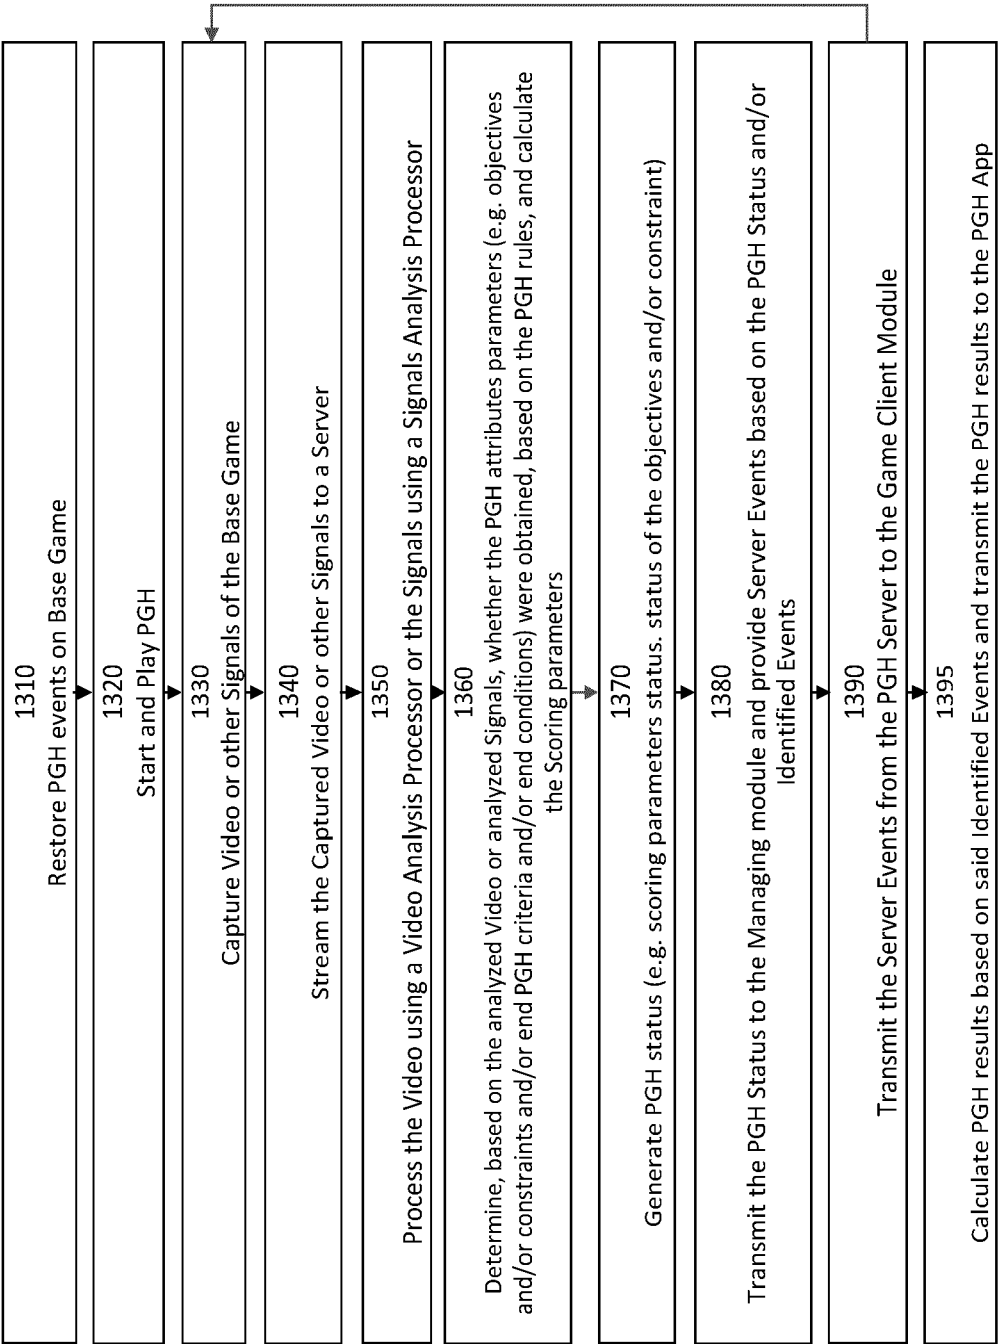 1310
Restore PGH events on Base Game
1320
Start and Play PGH
1330
Capture Video or other Signals of the Base Game
1340
Stream the Captured Video or other Signals to a Server
1350
Process the Video using a Video Analysis Processor or the Signals using a Signals Analysis Processor
1360
Determine, based on the analyzed Video or analyzed Signals, whether the PGH attributes parameters (e.g. objectives
and/or constraints and/or end PGH criteria and/or end conditions) were obtained, based on the PGH rules, and calculate
the Scoring parameters
1370
Generate PGH status (e.g. scoring parameters status. status of the objectives and/or constraint)
1380
Transmit the PGH Status to the Managing module and provide Server Events based on the PGH Status and/or
Identified Events
1390
Transmit the Server Events from the PGH Server to the Game Client Module
1395
Calculate PGH results based on said Identified Events and transmit the PGH results to the PGH App